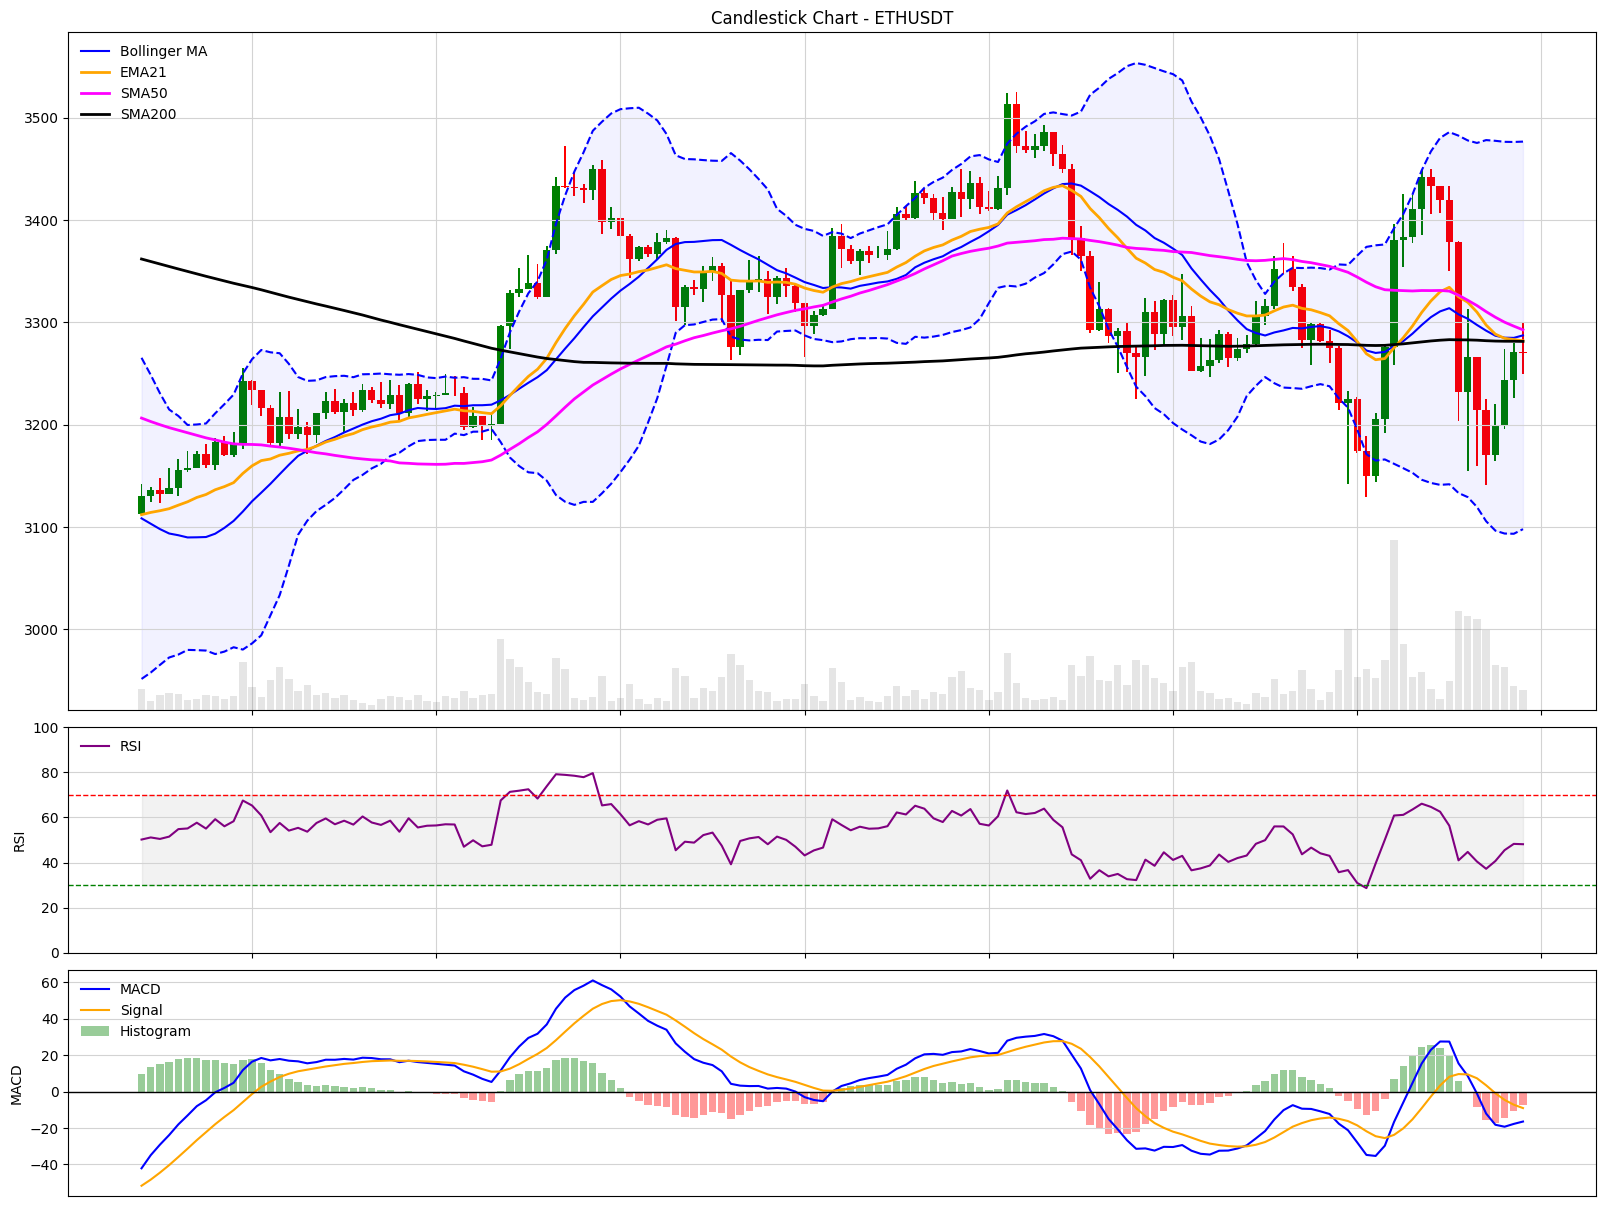 Candlestick Chart - ETHUSDT
Bollinger MA
EMA21
SMA50
SMA200
3500
3400
3300
3200
3100
3000
100
80
60
40
20
0
RSI
RSI
60
40
20
0
−20
−40
MACD
MACD
Signal
Histogram